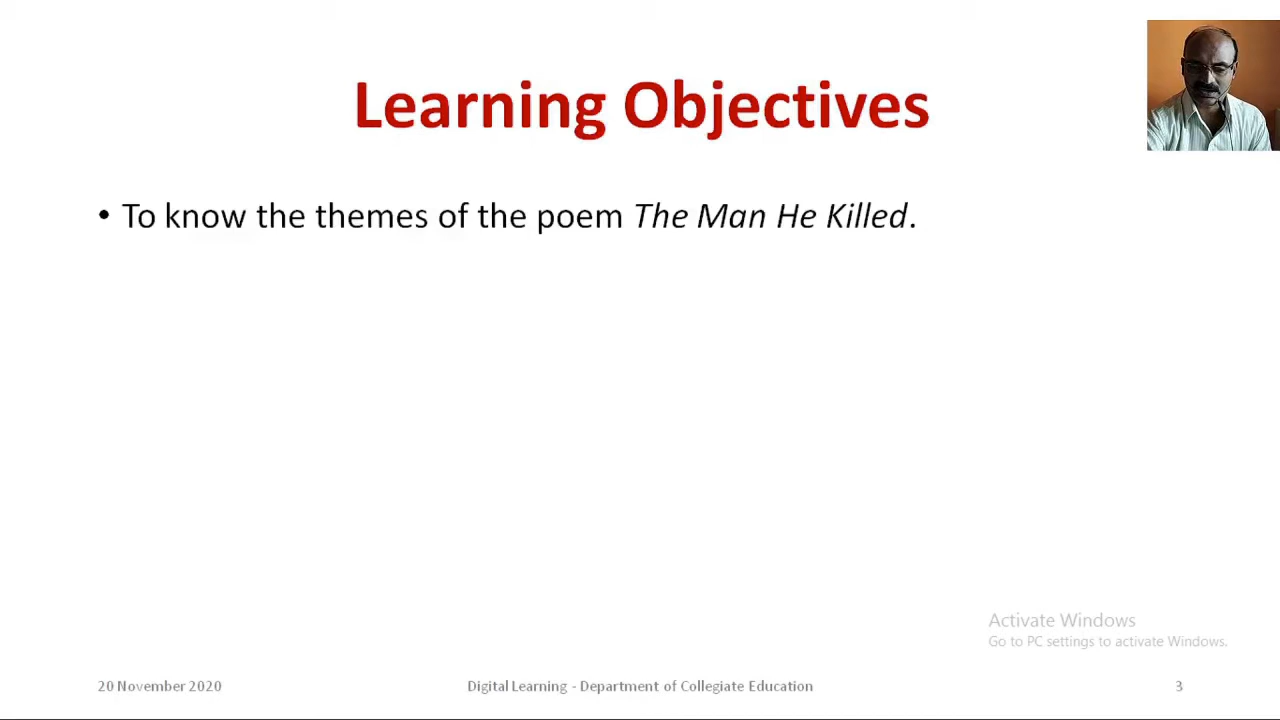 Learning Objectives
• To know the themes of the poem The Man He Killed.
Activate Windows
Go to PC settings to activate Windows.
20 November 2020
Digital Learning - Department of Collegiate Education
3